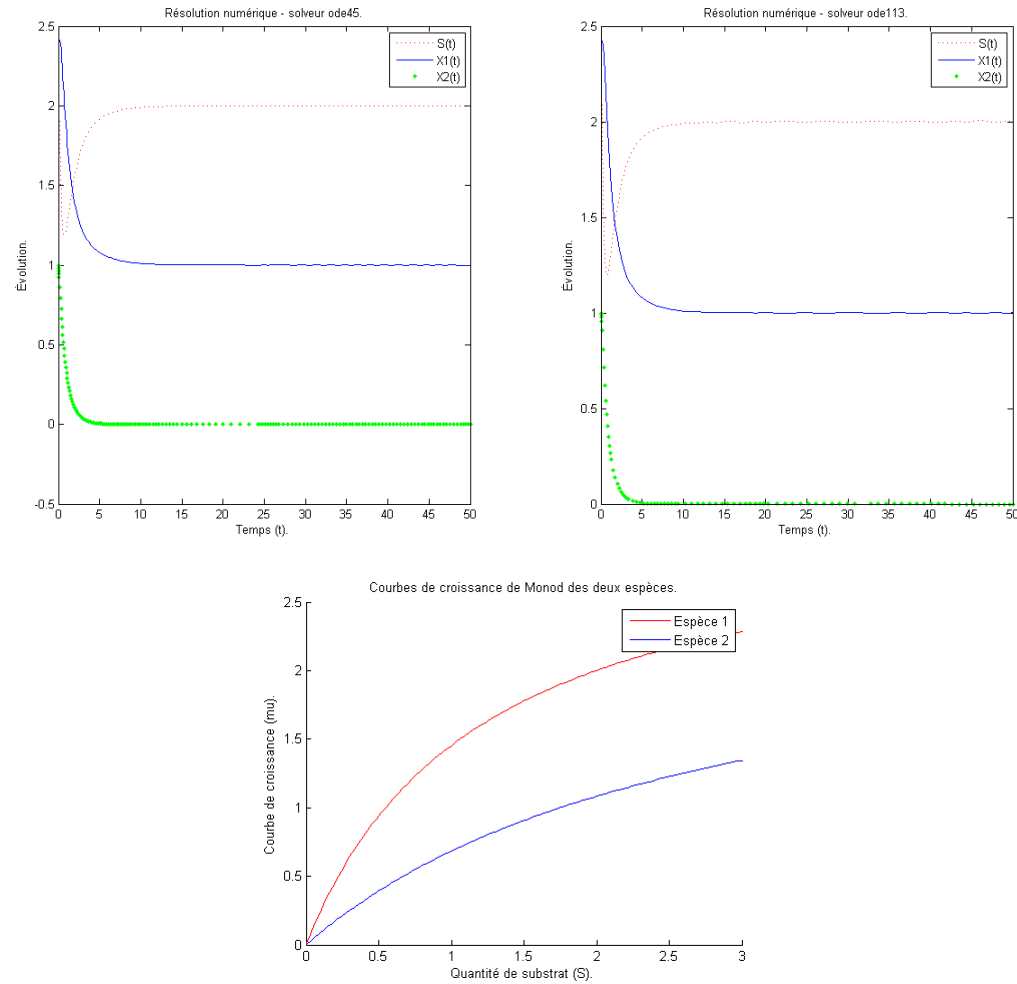 Résolution numérique - solveur ode45.
2.5
2
1.5
1
0.5
0
-0.5
Évolution.
S(t)
X1(t)
X2(t)
0 5 10 15 20 25 30 35 40 45 50
Temps (t).
Résolution numérique - solveur ode113.
2.5
2
1.5
1
0.5
0
Évolution.
S(t)
X1(t)
X2(t)
0 5 10 15 20 25 30 35 40 45 50
Temps (t).
Courbes de croissance de Monod des deux espèces.
2.5
2
1.5
1
0.5
0
Courbe de croissance (mu).
Espèce 1
Espèce 2
0 0.5 1 1.5 2 2.5 3
Quantité de substrat (S).